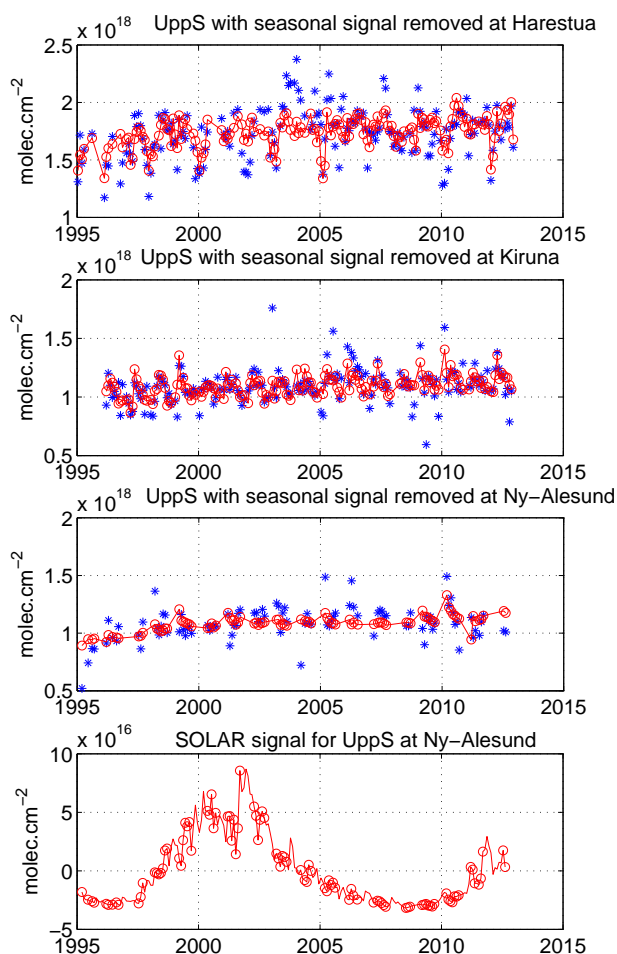 x 10^18 UppS with seasonal signal removed at Harestua
2.5
2
1.5
1
molec.cm−2
1995 2000 2005 2010 2015
x 10^18 UppS with seasonal signal removed at Kiruna
2
1.5
1
0.5
molec.cm−2
1995 2000 2005 2010 2015
x 10^18 UppS with seasonal signal removed at Ny−Alesund
2
1.5
1
0.5
molec.cm−2
1995 2000 2005 2010 2015
x 10^16 SOLAR signal for UppS at Ny−Alesund
10
5
0
−5
molec.cm−2
1995 2000 2005 2010 2015